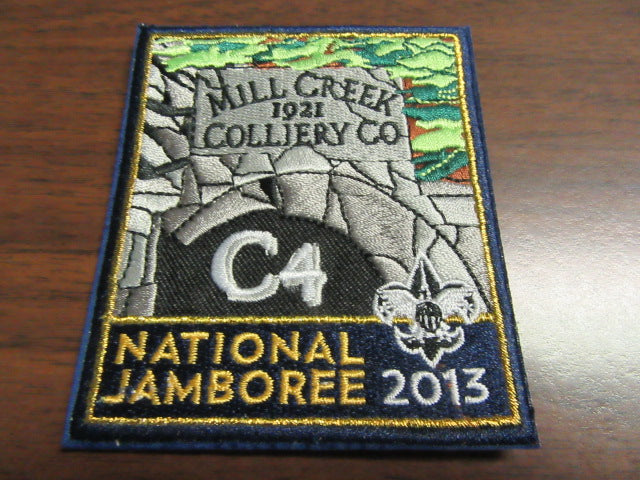 MILL CREEK
1921
COLLIERY CO
C4
NATIONAL
JAMBOREE 2013